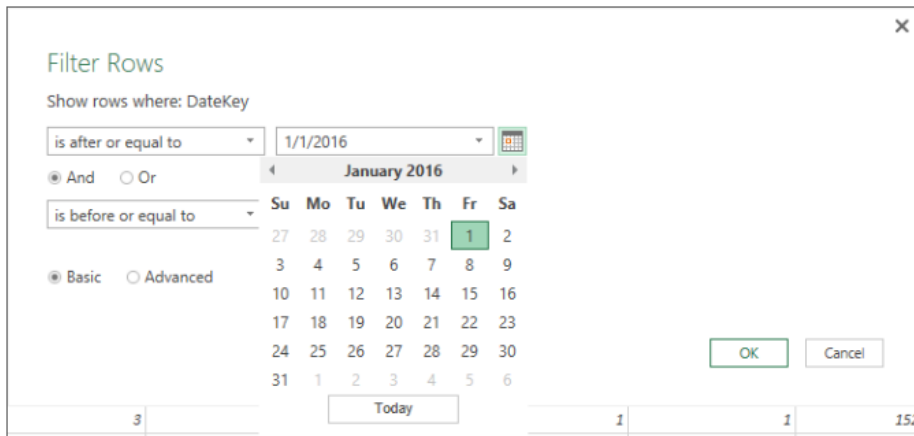 Filter Rows
Show rows where: DateKey
is after or equal to 1/1/2016
And Or
January 2016
is before or equal to
Su Mo Tu We Th Fr Sa
27 28 29 30 31 1 2
3 4 5 6 7 8 9
Basic Advanced
10 11 12 13 14 15 16
17 18 19 20 21 22 23
24 25 26 27 28 29 30
OK Cancel
31 1 2 3 4 5 6
Today
3 1 1 152